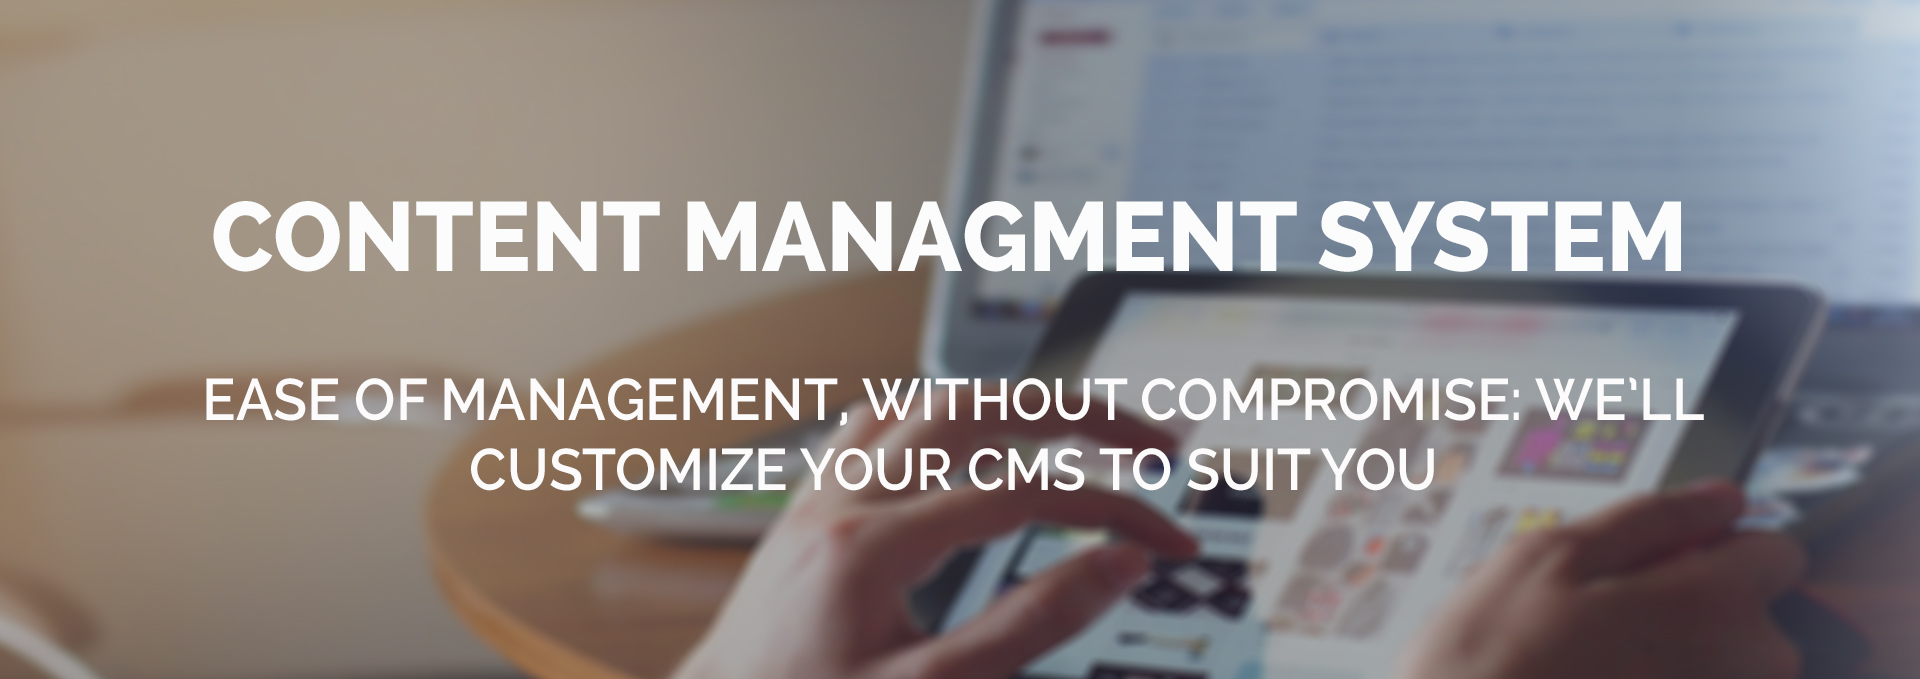 CONTENT MANAGMENT SYSTEM
EASE OF MANAGEMENT, WITHOUT COMPROMISE: WE'LL
CUSTOMIZE YOUR CMS TO SUIT YOU